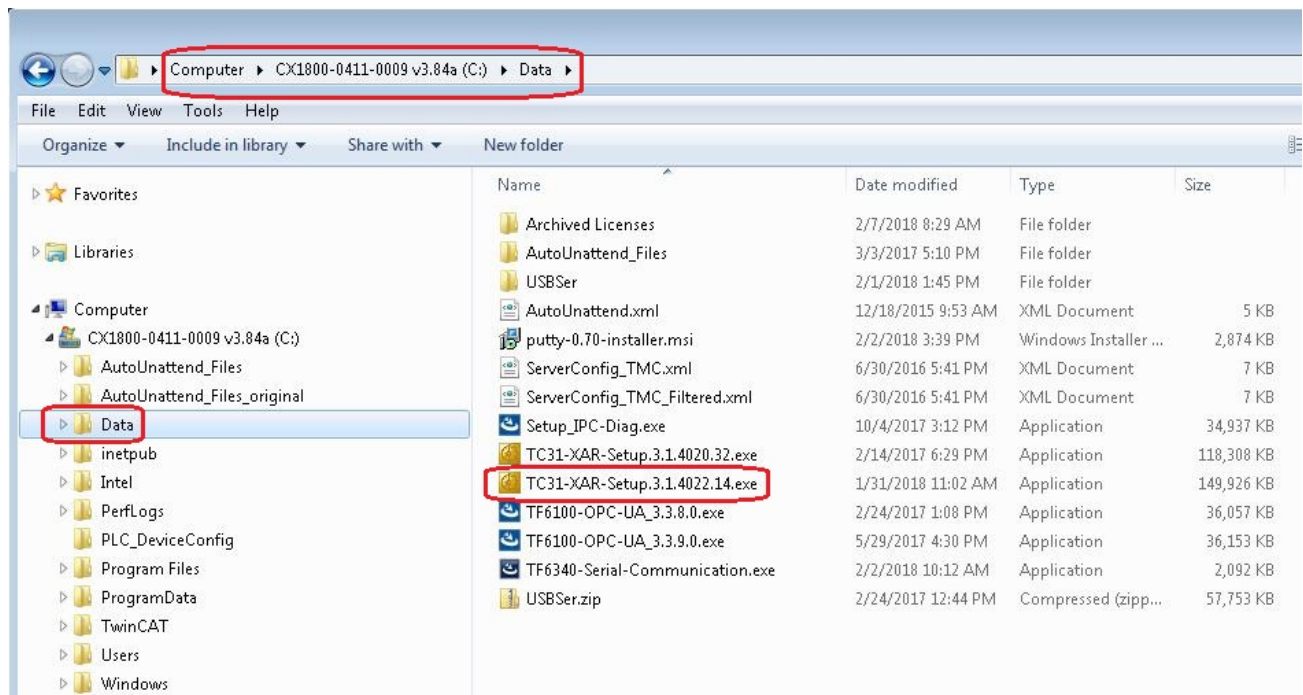 Computer ▸ CX1800-0411-0009 v3.84a (C:) ▸ Data ▸
File Edit View Tools Help
Organize Include in library Share with New folder
Name Date modified Type Size
Favorites
Archived Licenses 2/7/2018 8:29 AM File folder
AutoUnattend_Files 3/3/2017 5:10 PM File folder
Libraries
USBSer 2/1/2018 1:45 PM File folder
Computer
AutoUnattend.xml 12/18/2015 9:53 AM XML Document 5 KB
CX1800-0411-0009 v3.84a (C:)
putty-0.70-installer.msi 2/2/2018 3:39 PM Windows Installer ... 2,874 KB
AutoUnattend_Files
ServerConfig_TMC.xml 6/30/2016 5:41 PM XML Document 7 KB
AutoUnattend_Files_original
ServerConfig_TMC_Filtered.xml 6/30/2016 5:41 PM XML Document 7 KB
Data
Setup_IPC-Diag.exe 10/4/2017 3:12 PM Application 34,937 KB
inetpub
TC31-XAR-Setup.3.1.4020.32.exe 2/14/2017 6:29 PM Application 118,308 KB
Intel
TC31-XAR-Setup.3.1.4022.14.exe 1/31/2018 11:02 AM Application 149,926 KB
PerfLogs
TF6100-OPC-UA_3.3.8.0.exe 2/24/2017 1:08 PM Application 36,057 KB
PLC_DeviceConfig
TF6100-OPC-UA_3.3.9.0.exe 5/29/2017 4:30 PM Application 36,153 KB
Program Files
TF6340-Serial-Communication.exe 2/2/2018 10:12 AM Application 2,092 KB
ProgramData
USBSer.zip 2/24/2017 12:44 PM Compressed (zipp... 57,753 KB
TwinCAT
Users
Windows